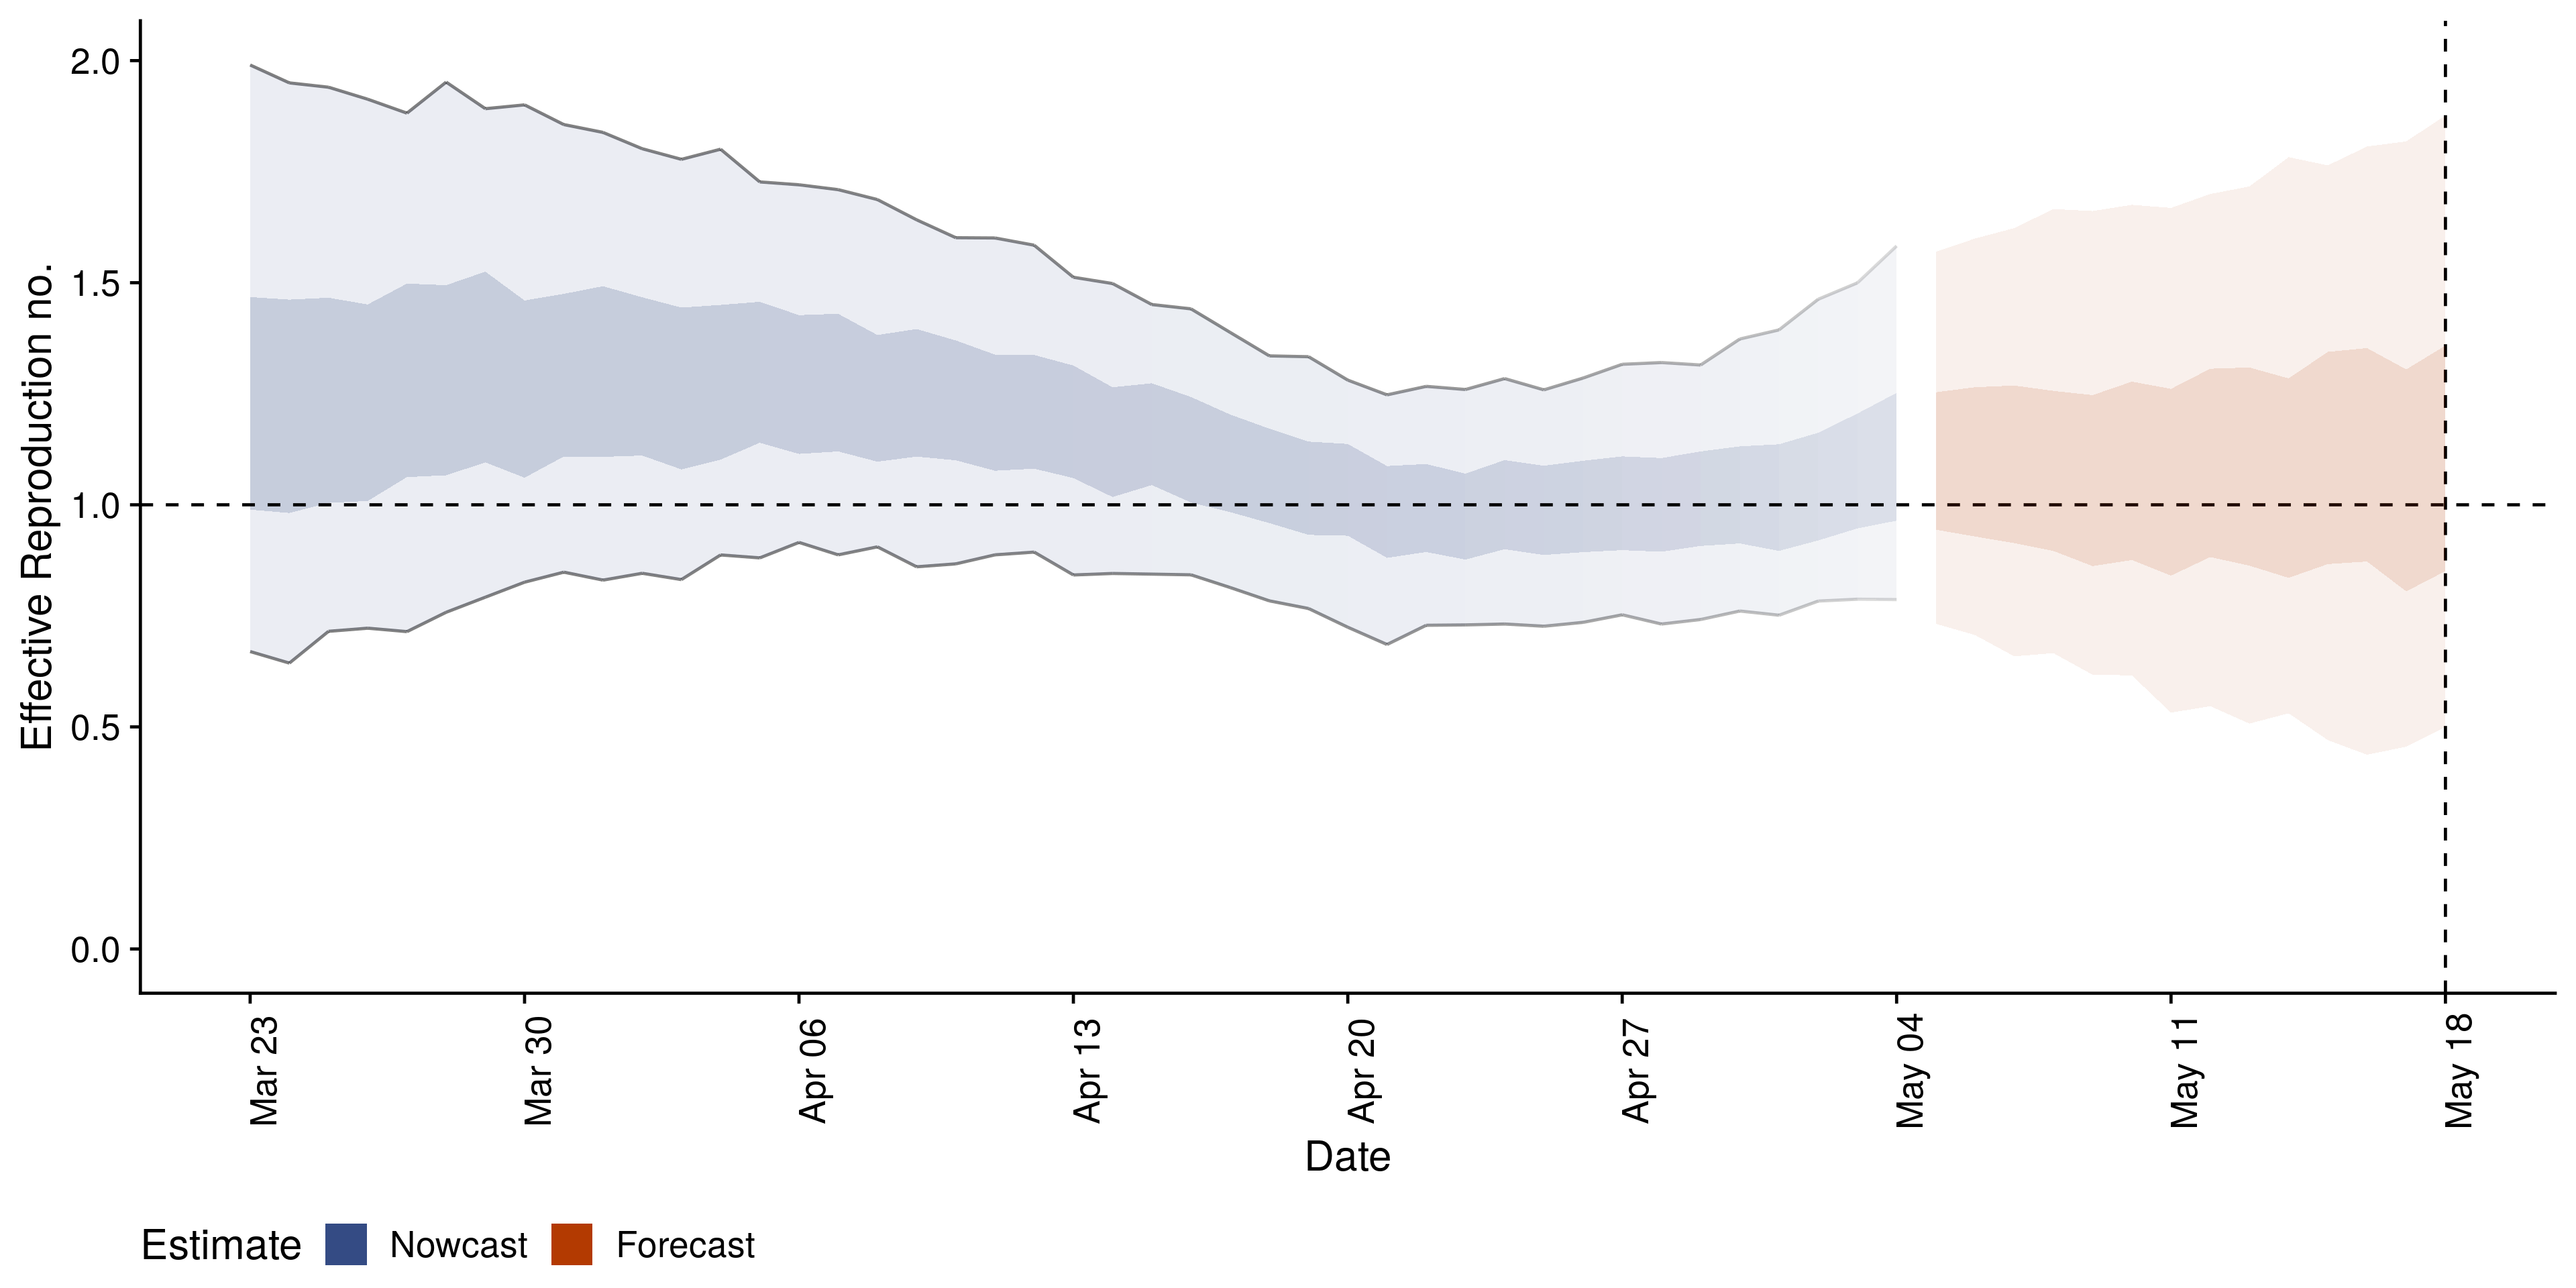 Effective Reproduction no.
2.0
1.5
1.0
0.5
0.0
Mar 23
Mar 30
Apr 06
Apr 13
Apr 20
Apr 27
May 04
May 11
May 18
Date
Estimate Nowcast Forecast